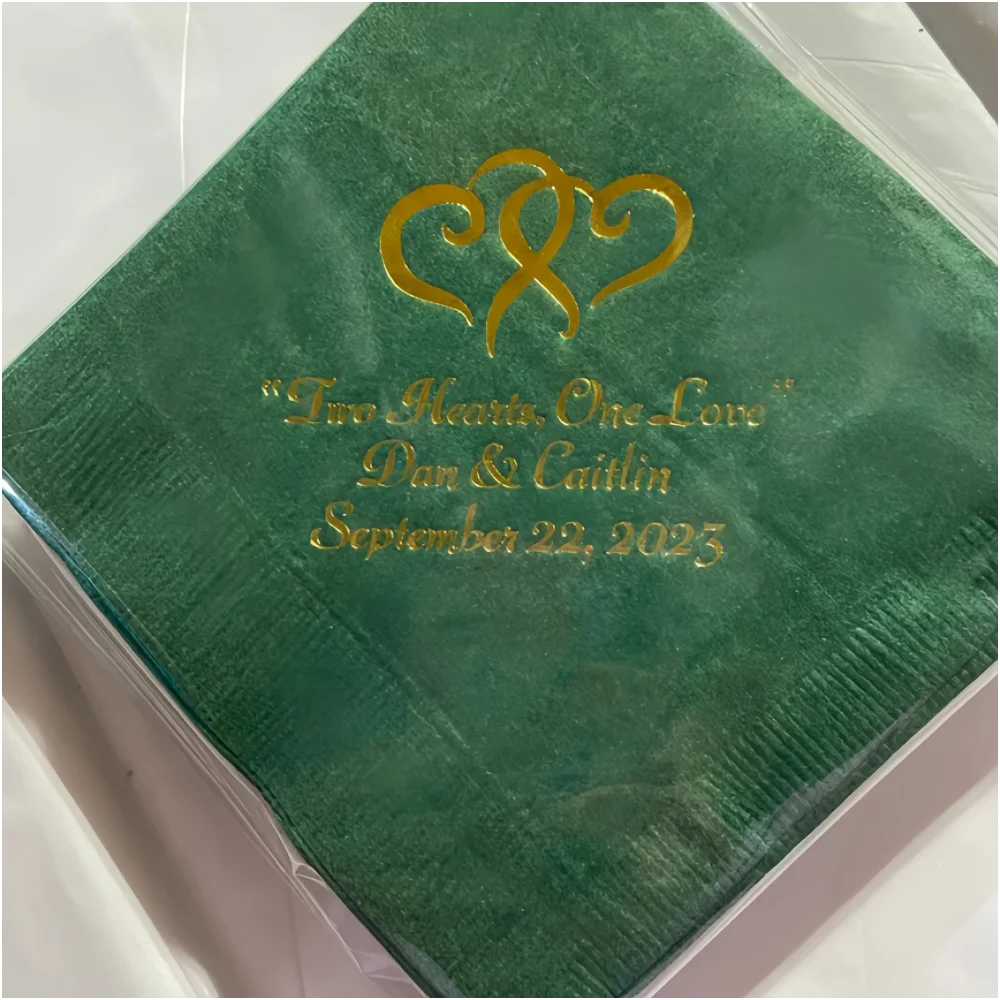 “Two Hearts, One Love”
Dan & Caitlin
September 22, 2023